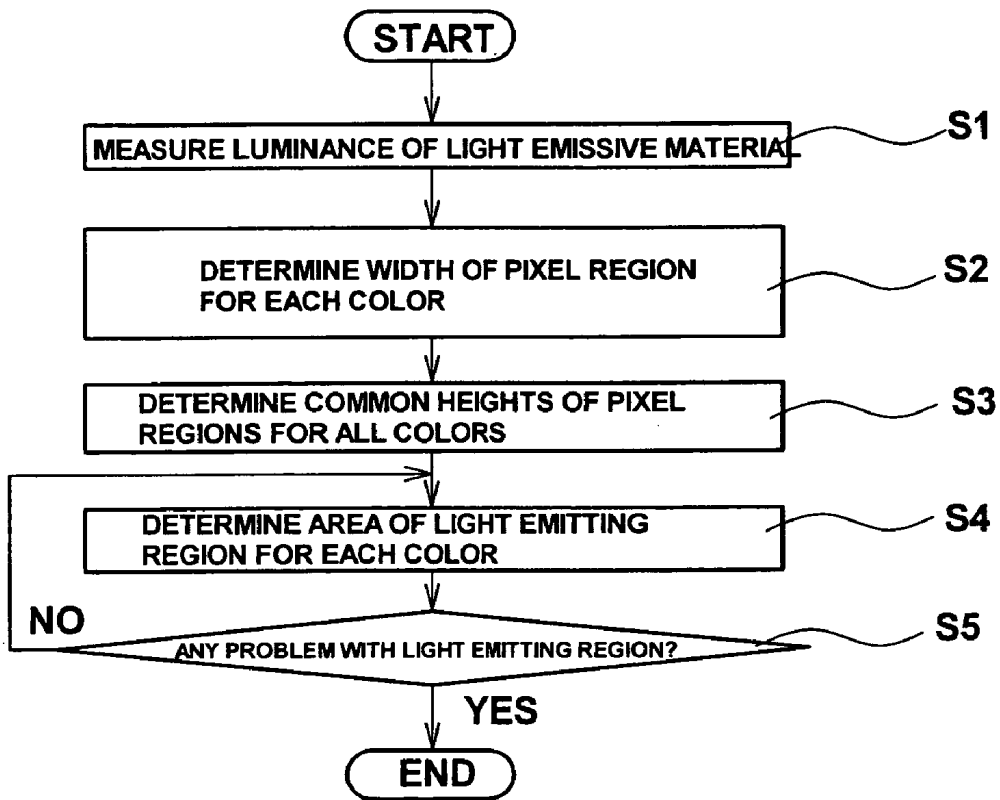 START
MEASURE LUMINANCE OF LIGHT EMISSIVE MATERIAL
S1
DETERMINE WIDTH OF PIXEL REGION
FOR EACH COLOR
S2
DETERMINE COMMON HEIGHTS OF PIXEL
REGIONS FOR ALL COLORS
S3
DETERMINE AREA OF LIGHT EMITTING
REGION FOR EACH COLOR
S4
NO
ANY PROBLEM WITH LIGHT EMITTING REGION?
S5
YES
END